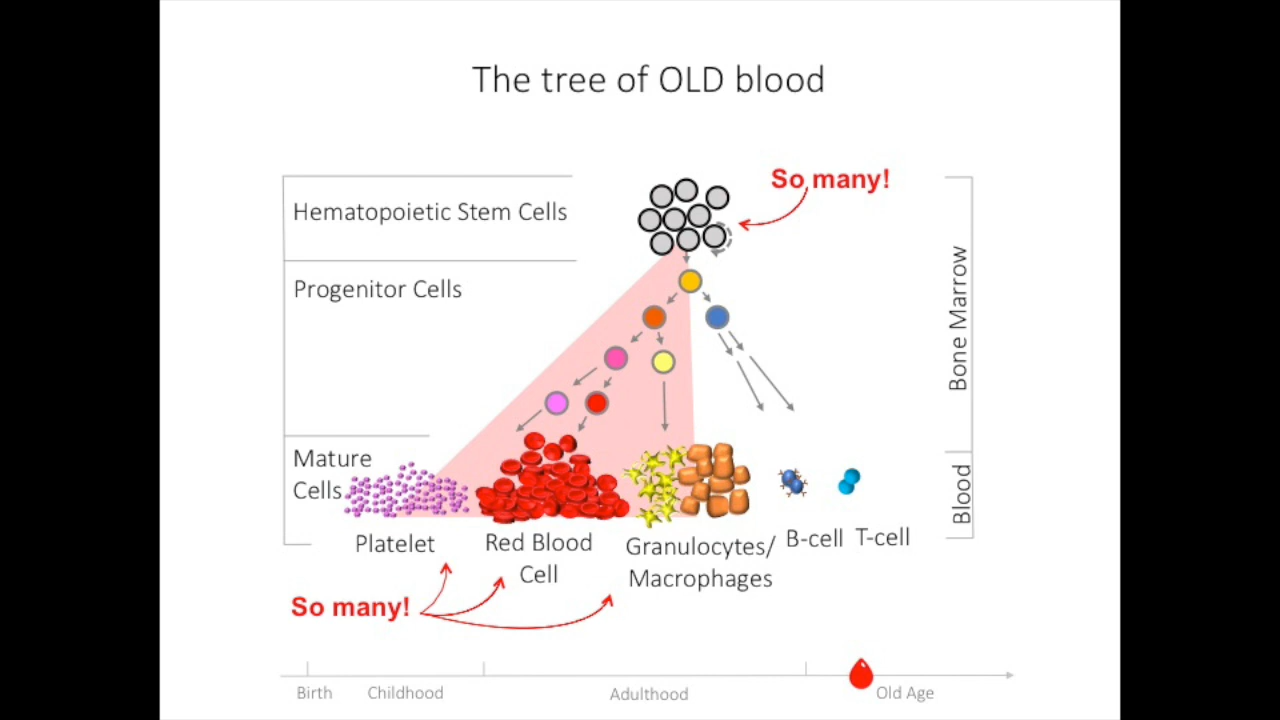 The tree of OLD blood
So many!
Hematopoietic Stem Cells
Progenitor Cells
Bone Marrow
Mature
Cells
Blood
Platelet
Red Blood
Cell
Granulocytes/
Macrophages
B-cell
T-cell
So many!
Birth
Childhood
Adulthood
Old Age